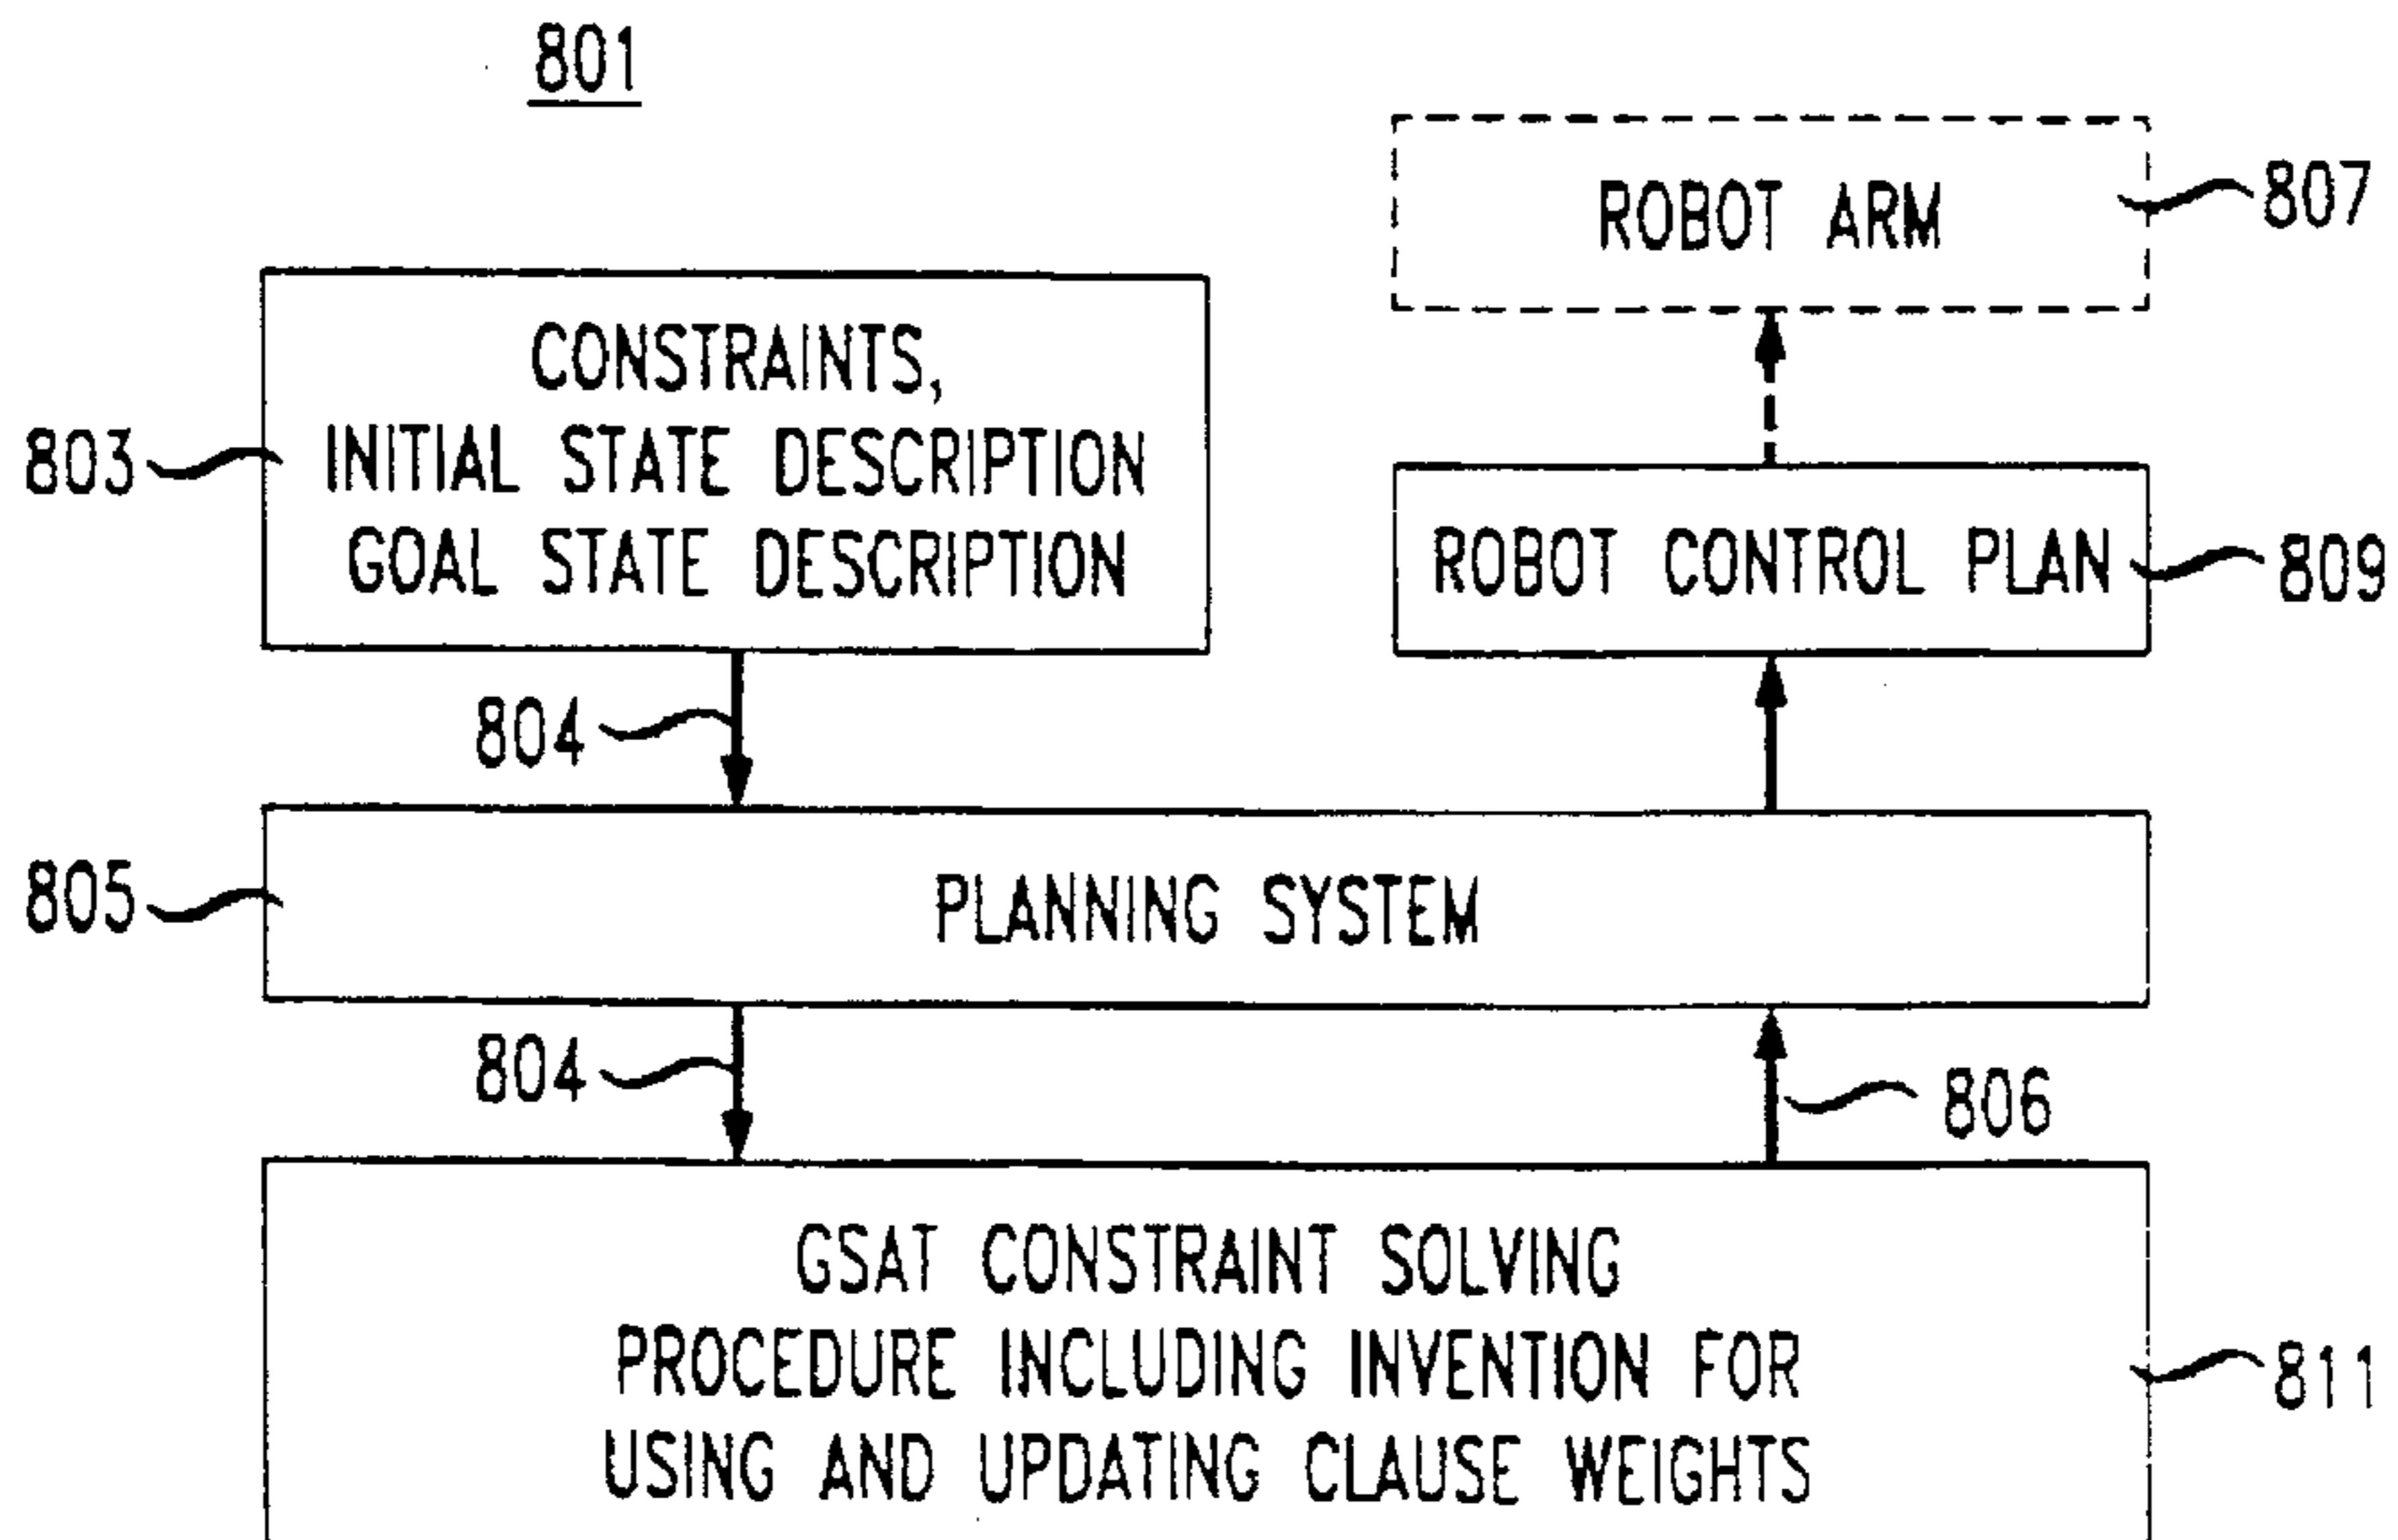 801
ROBOT ARM
807
CONSTRAINTS,
INITIAL STATE DESCRIPTION
GOAL STATE DESCRIPTION
803
ROBOT CONTROL PLAN
809
804
PLANNING SYSTEM
805
804
806
GSAT CONSTRAINT SOLVING
PROCEDURE INCLUDING INVENTION FOR
USING AND UPDATING CLAUSE WEIGHTS
811